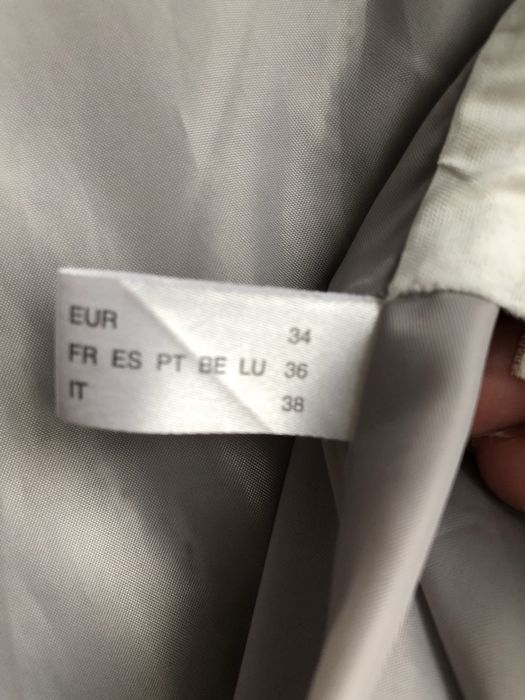 EUR 34
FR ES PT BE LU 36
IT 38